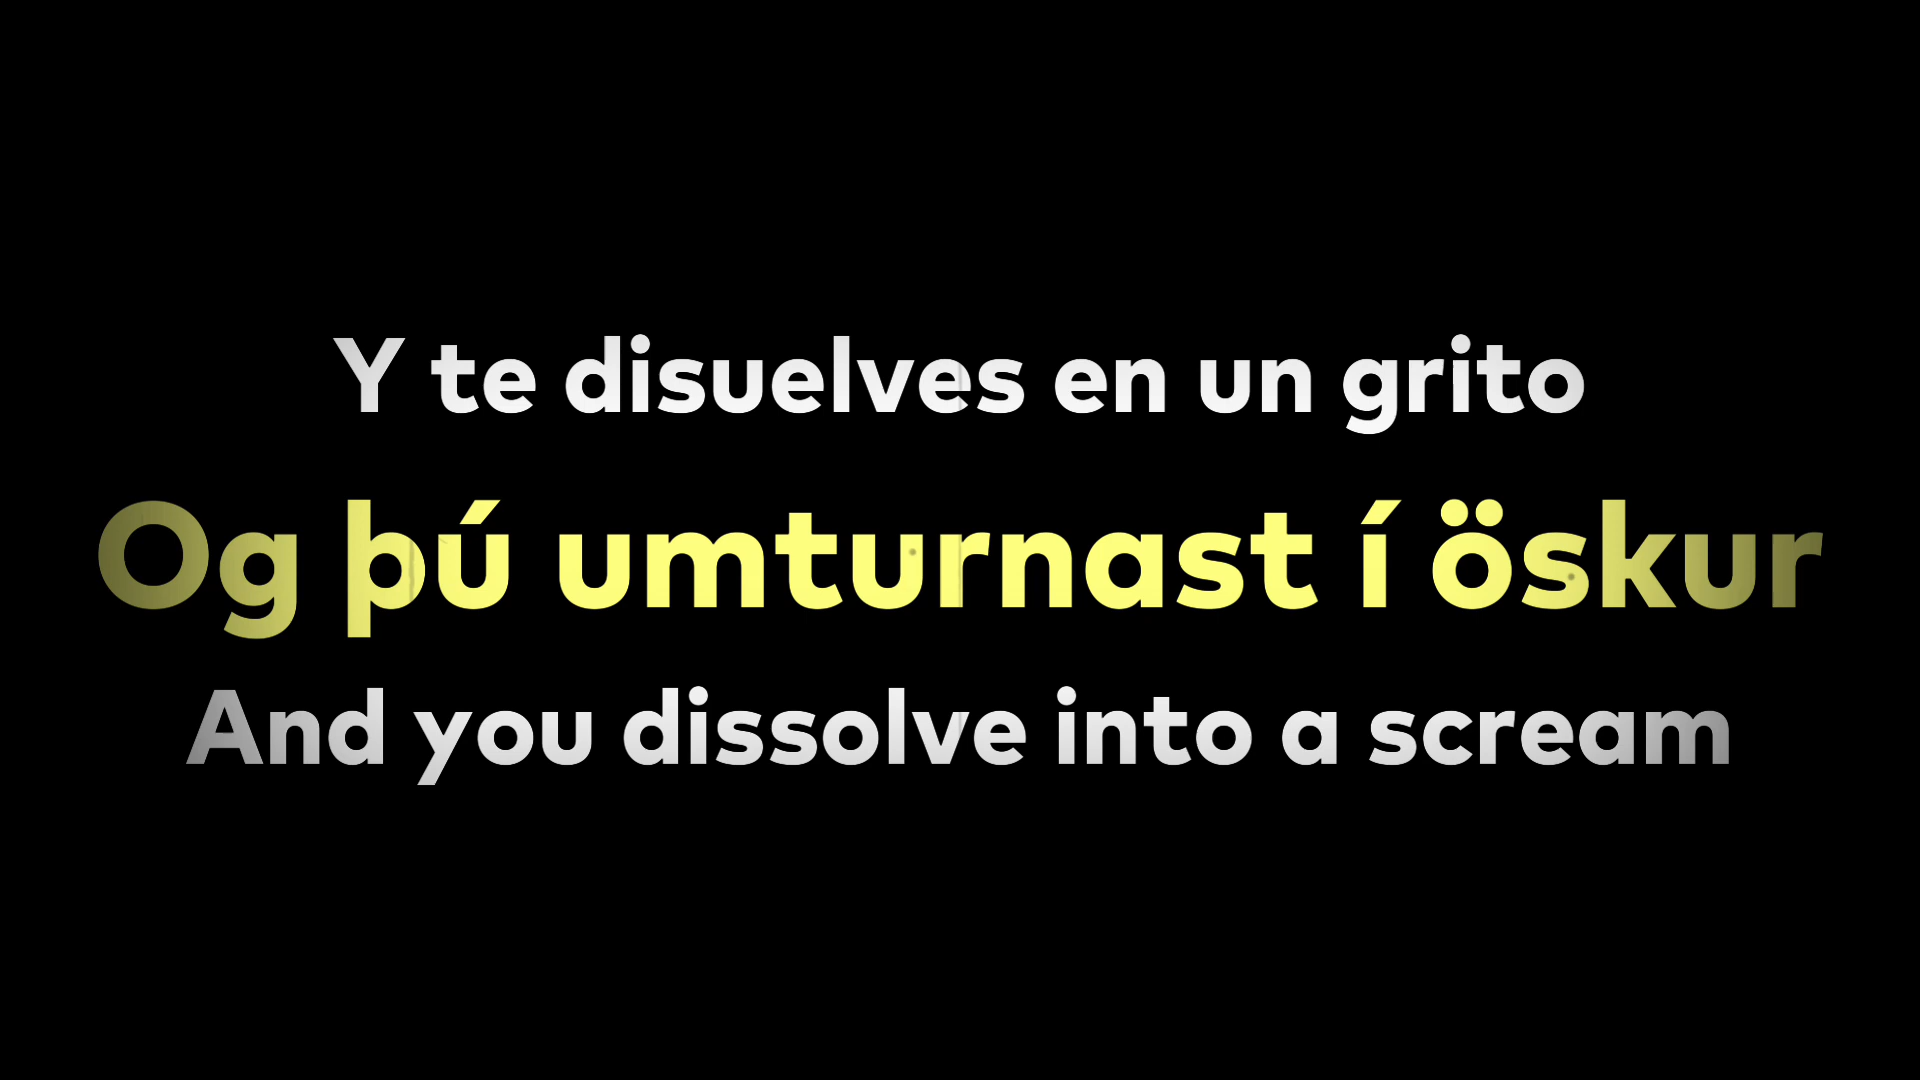 Y te disuelves en un grito
Og þú umturnast í öskur
And you dissolve into a scream